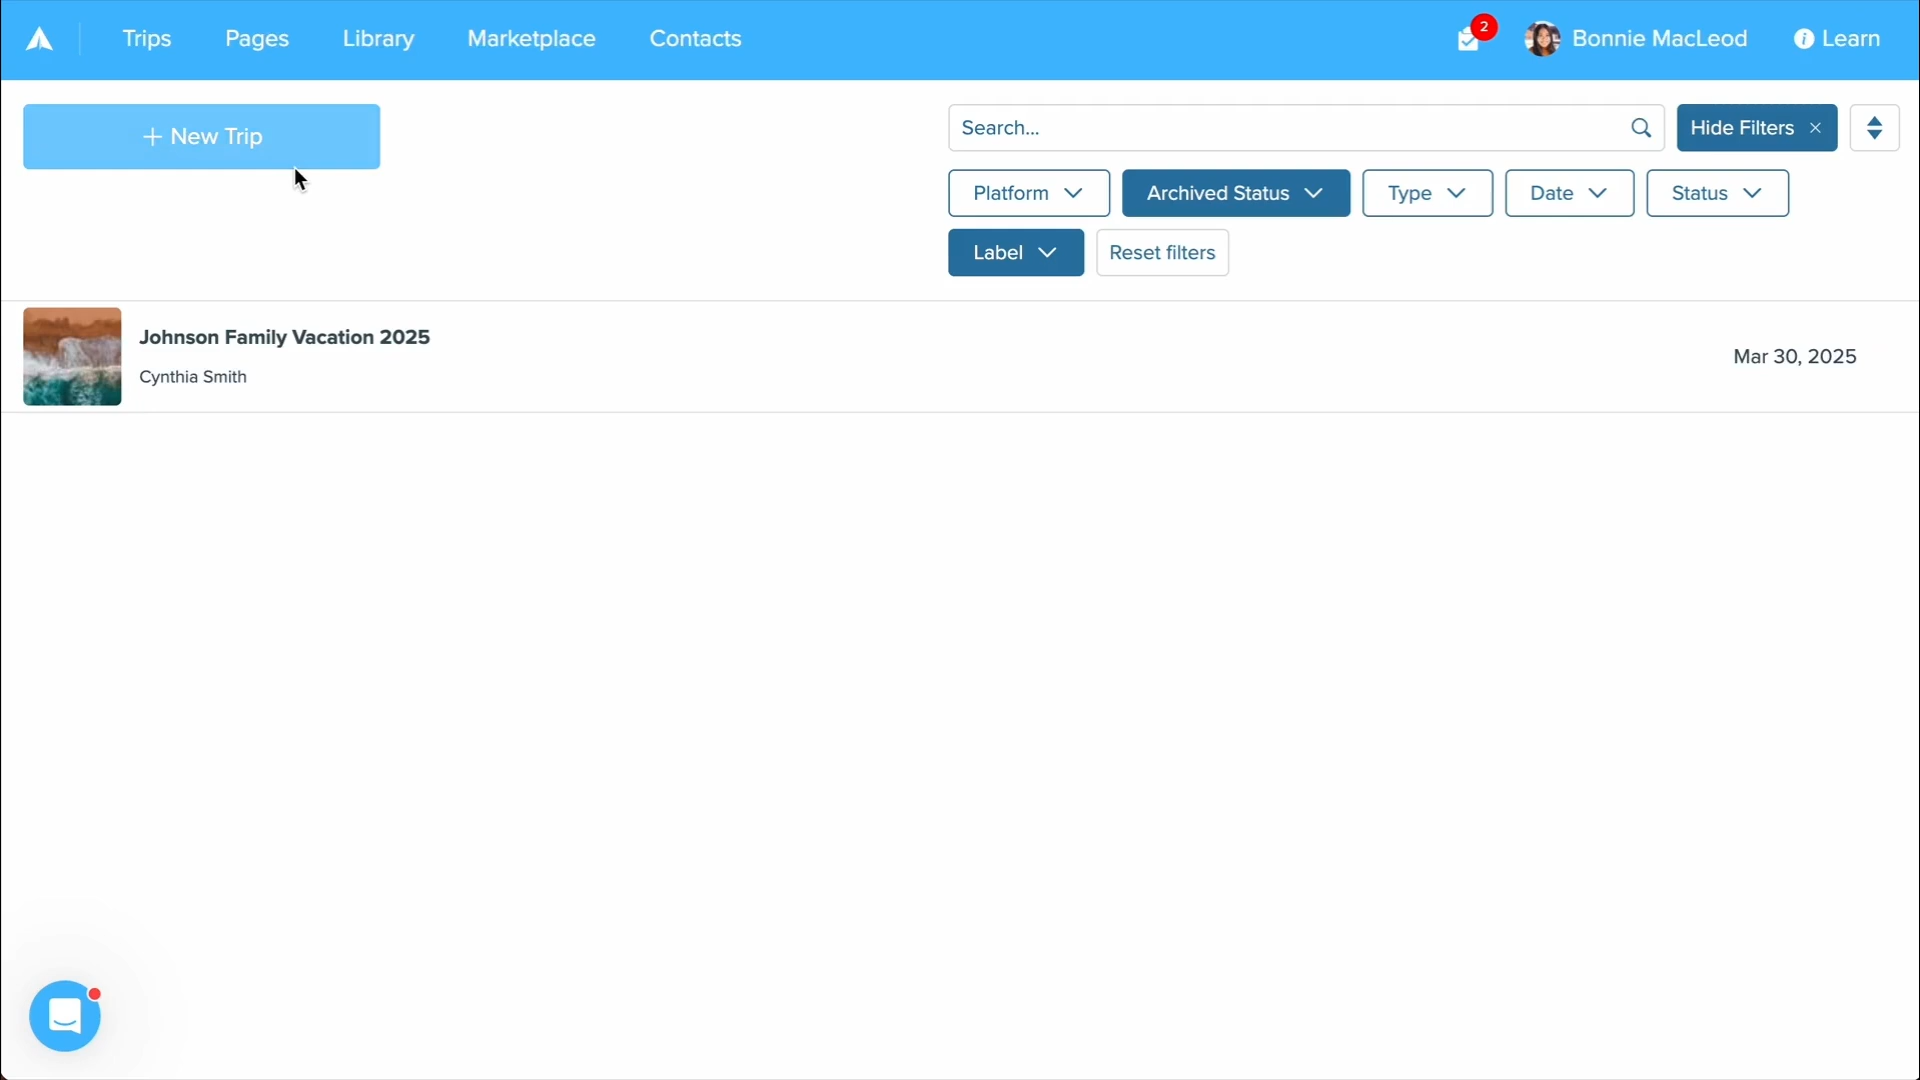 Trips
Pages
Library
Marketplace
Contacts
2
Bonnie MacLeod
Learn
+ New Trip
Search...
Hide Filters ×
Platform
Archived Status
Type
Date
Status
Label
Reset filters
Johnson Family Vacation 2025
Cynthia Smith
Mar 30, 2025